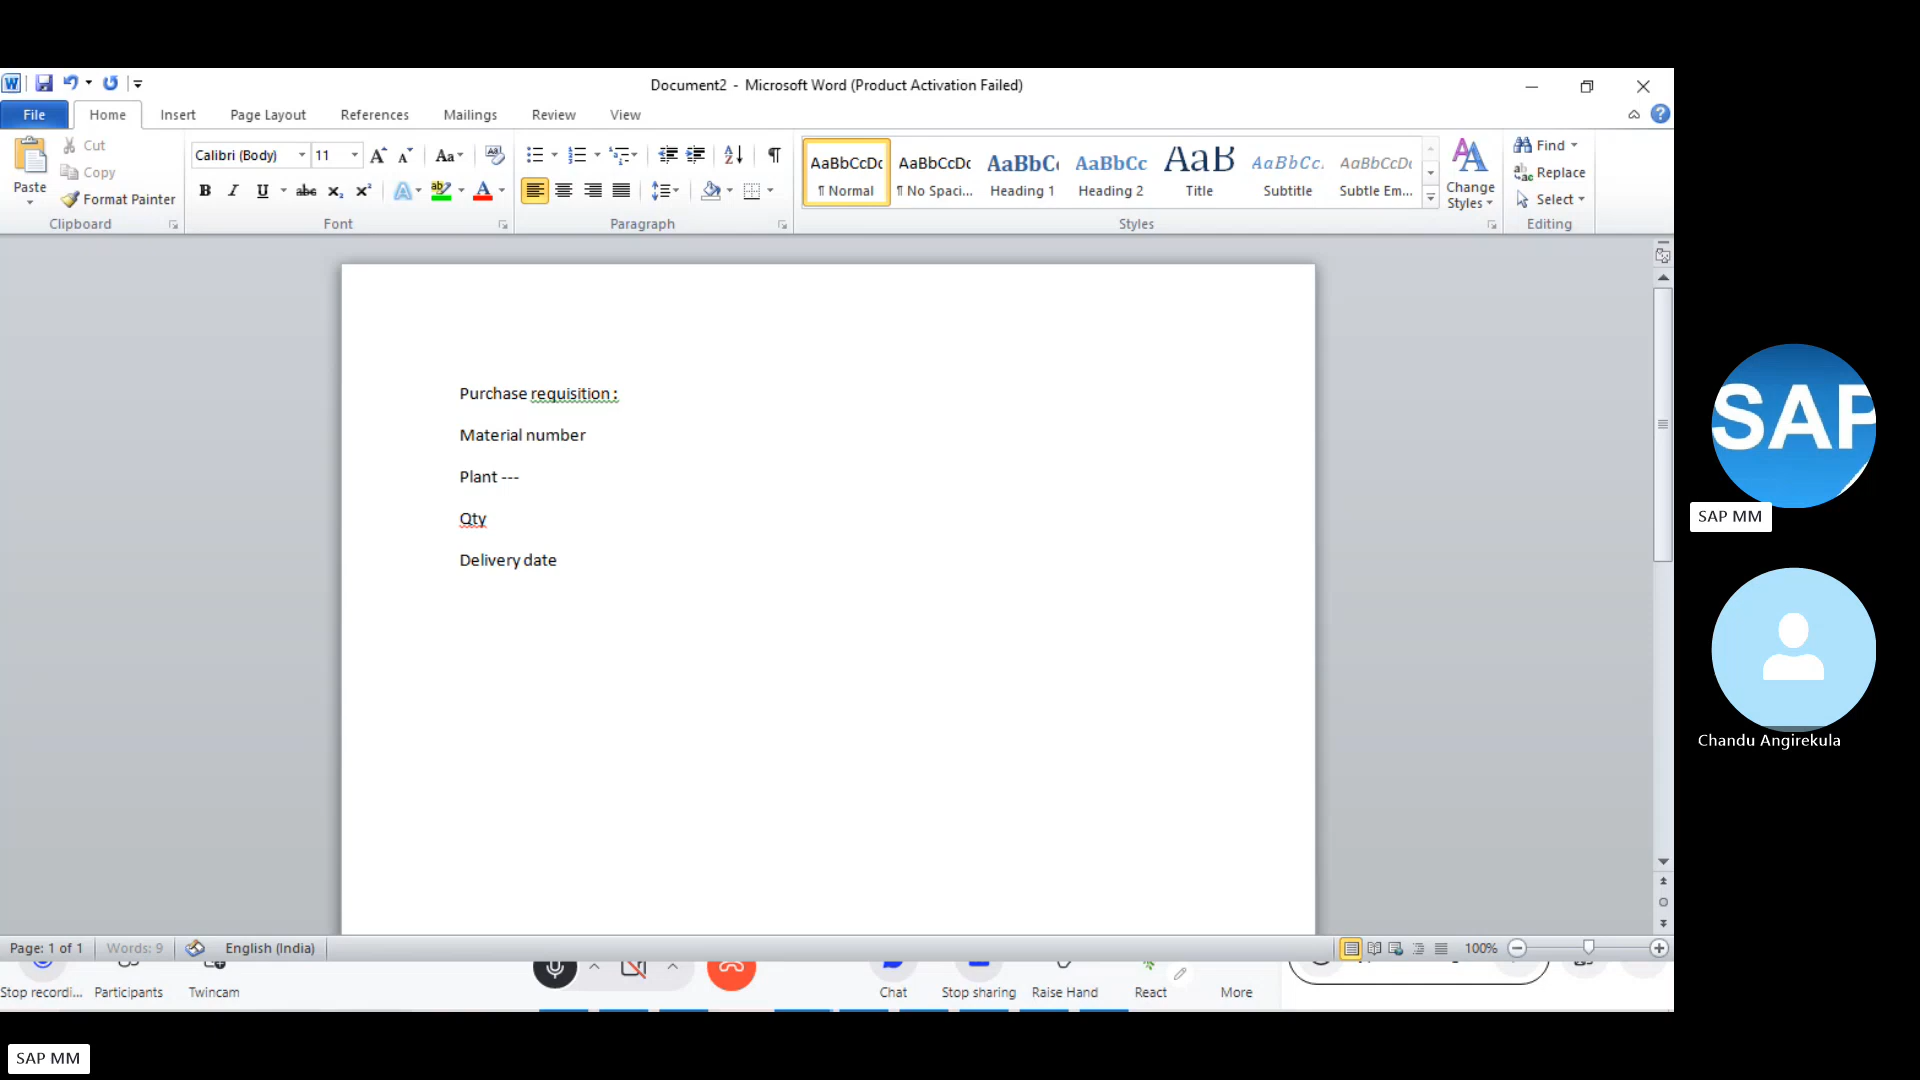 Document2 - Microsoft Word (Product Activation Failed)
File Home Insert Page Layout References Mailings Review View
Paste
Cut
Copy
Format Painter
Clipboard
Calibri (Body) 11
Font
Paragraph
AaBbCcDc AaBbCcDc AaBbC AaBbCc AaB AaBbCc. AaBbCcDc
¶ Normal ¶ No Spaci... Heading 1 Heading 2 Title Subtitle Subtle Em...
Change Styles
Styles
Find
Replace
Select
Editing
Purchase requisition :
Material number
Plant ---
Qty
Delivery date
Page: 1 of 1 Words: 9 English (India) 100%
Stop recordi... Participants Twincam Chat Stop sharing Raise Hand React More
SAP
SAP MM
Chandu Angirekula
SAP MM